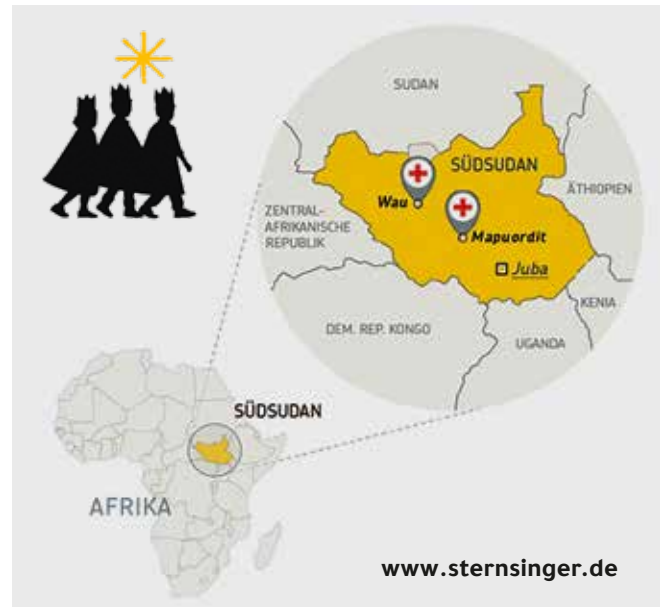 SUDAN
SÜDSUDAN
ÄTHIOPIEN
Wau
ZENTRAL-
AFRIKANISCHE
REPUBLIK
Mapuordit
Juba
KENIA
DEM. REP. KONGO
UGANDA
SÜDSUDAN
AFRIKA
www.sternsinger.de